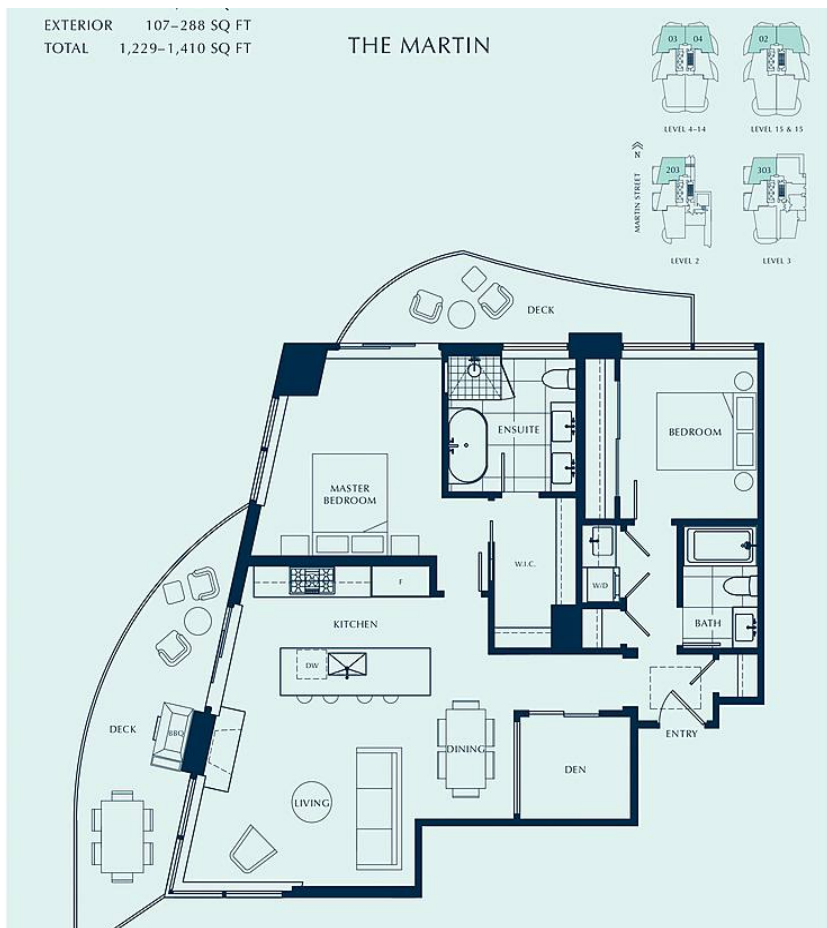 EXTERIOR 107–288 SQ FT
TOTAL 1,229–1,410 SQ FT
THE MARTIN
03 04
02
LEVEL 4–14
LEVEL 15 & 15
N
MARTIN STREET
203
303
LEVEL 2
LEVEL 3
DECK
ENSUITE
BEDROOM
MASTER
BEDROOM
W.I.C.
W/D
F
KITCHEN
BATH
DW
DECK
BBQ
ENTRY
DINING
DEN
LIVING